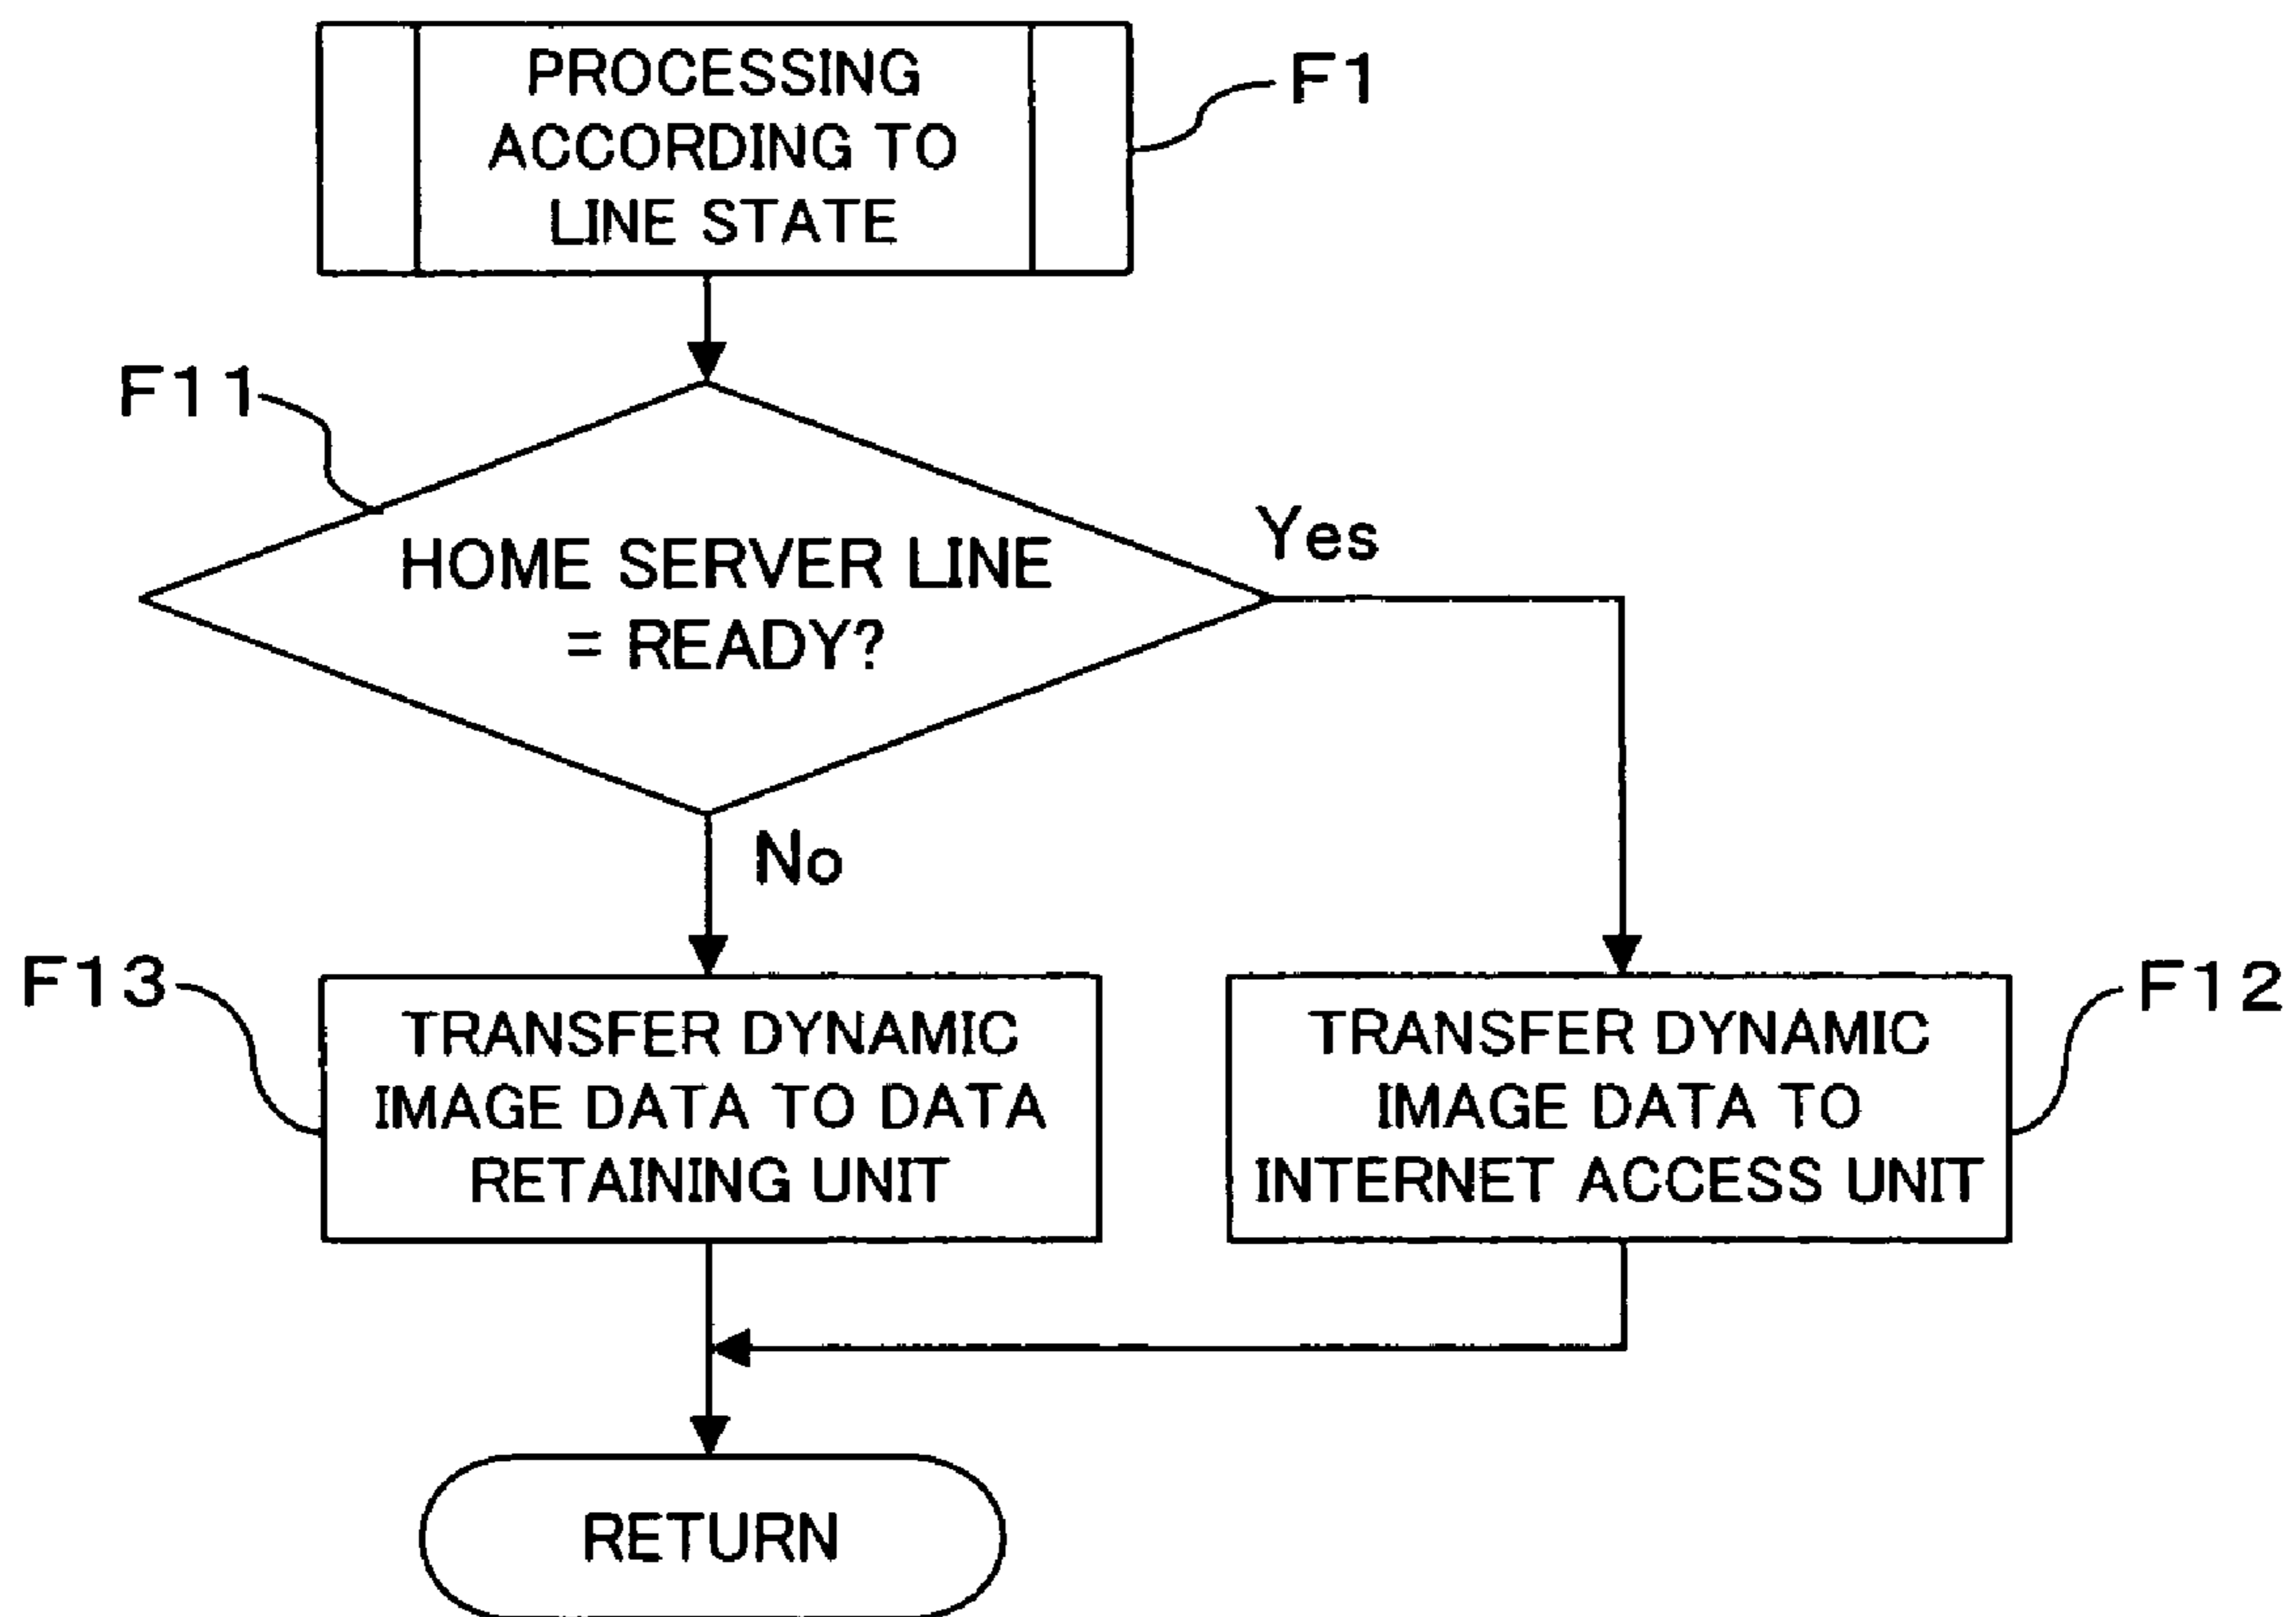 PROCESSING
ACCORDING TO
LINE STATE
F1
F11
HOME SERVER LINE
= READY?
Yes
No
F13
TRANSFER DYNAMIC
IMAGE DATA TO DATA
RETAINING UNIT
TRANSFER DYNAMIC
IMAGE DATA TO
INTERNET ACCESS UNIT
F12
RETURN